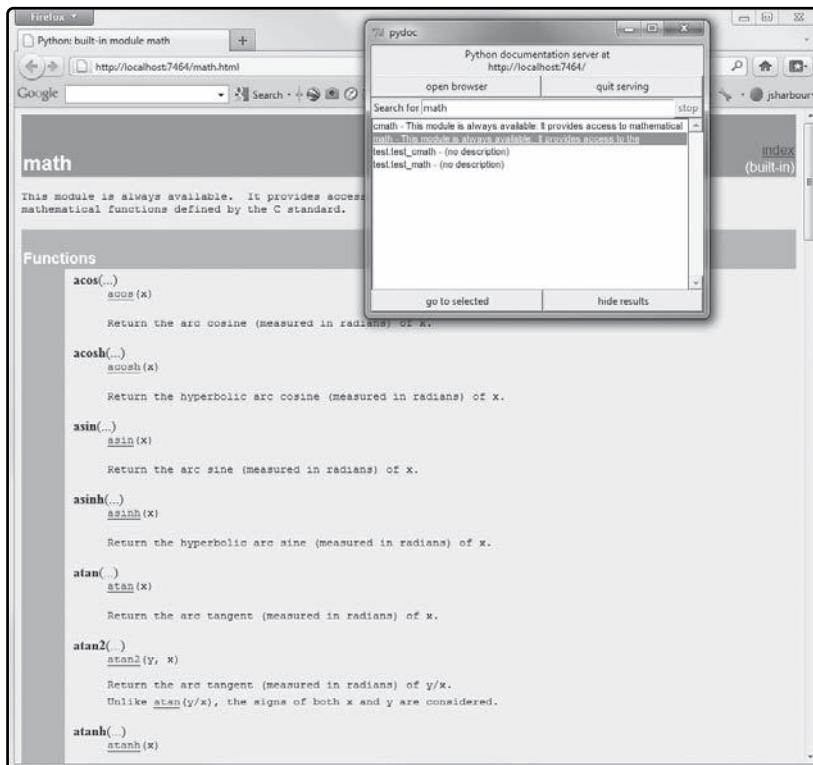 Firefox
Python: built-in module math
+
http://localhost:7464/math.html
Google
Search
jsharbour
math
index
(built-in)
This module is always available. It provides access
mathematical functions defined by the C standard.
Functions
acos(...)
acos(x)
Return the arc cosine (measured in radians) of x.
acosh(...)
acosh(x)
Return the hyperbolic arc cosine (measured in radians) of x.
asin(...)
asin(x)
Return the arc sine (measured in radians) of x.
asinh(...)
asinh(x)
Return the hyperbolic arc sine (measured in radians) of x.
atan(...)
atan(x)
Return the arc tangent (measured in radians) of x.
atan2(...)
atan2(y, x)
Return the arc tangent (measured in radians) of y/x.
Unlike atan(y/x), the signs of both x and y are considered.
atanh(...)
atanh(x)
pydoc
Python documentation server at
http://localhost:7464/
open browser quit serving
Search for math stop
cmath - This module is always available. It provides access to mathematical
math - This module is always available. It provides access to the
test.test_cmath - (no description)
test.test_math - (no description)
go to selected hide results